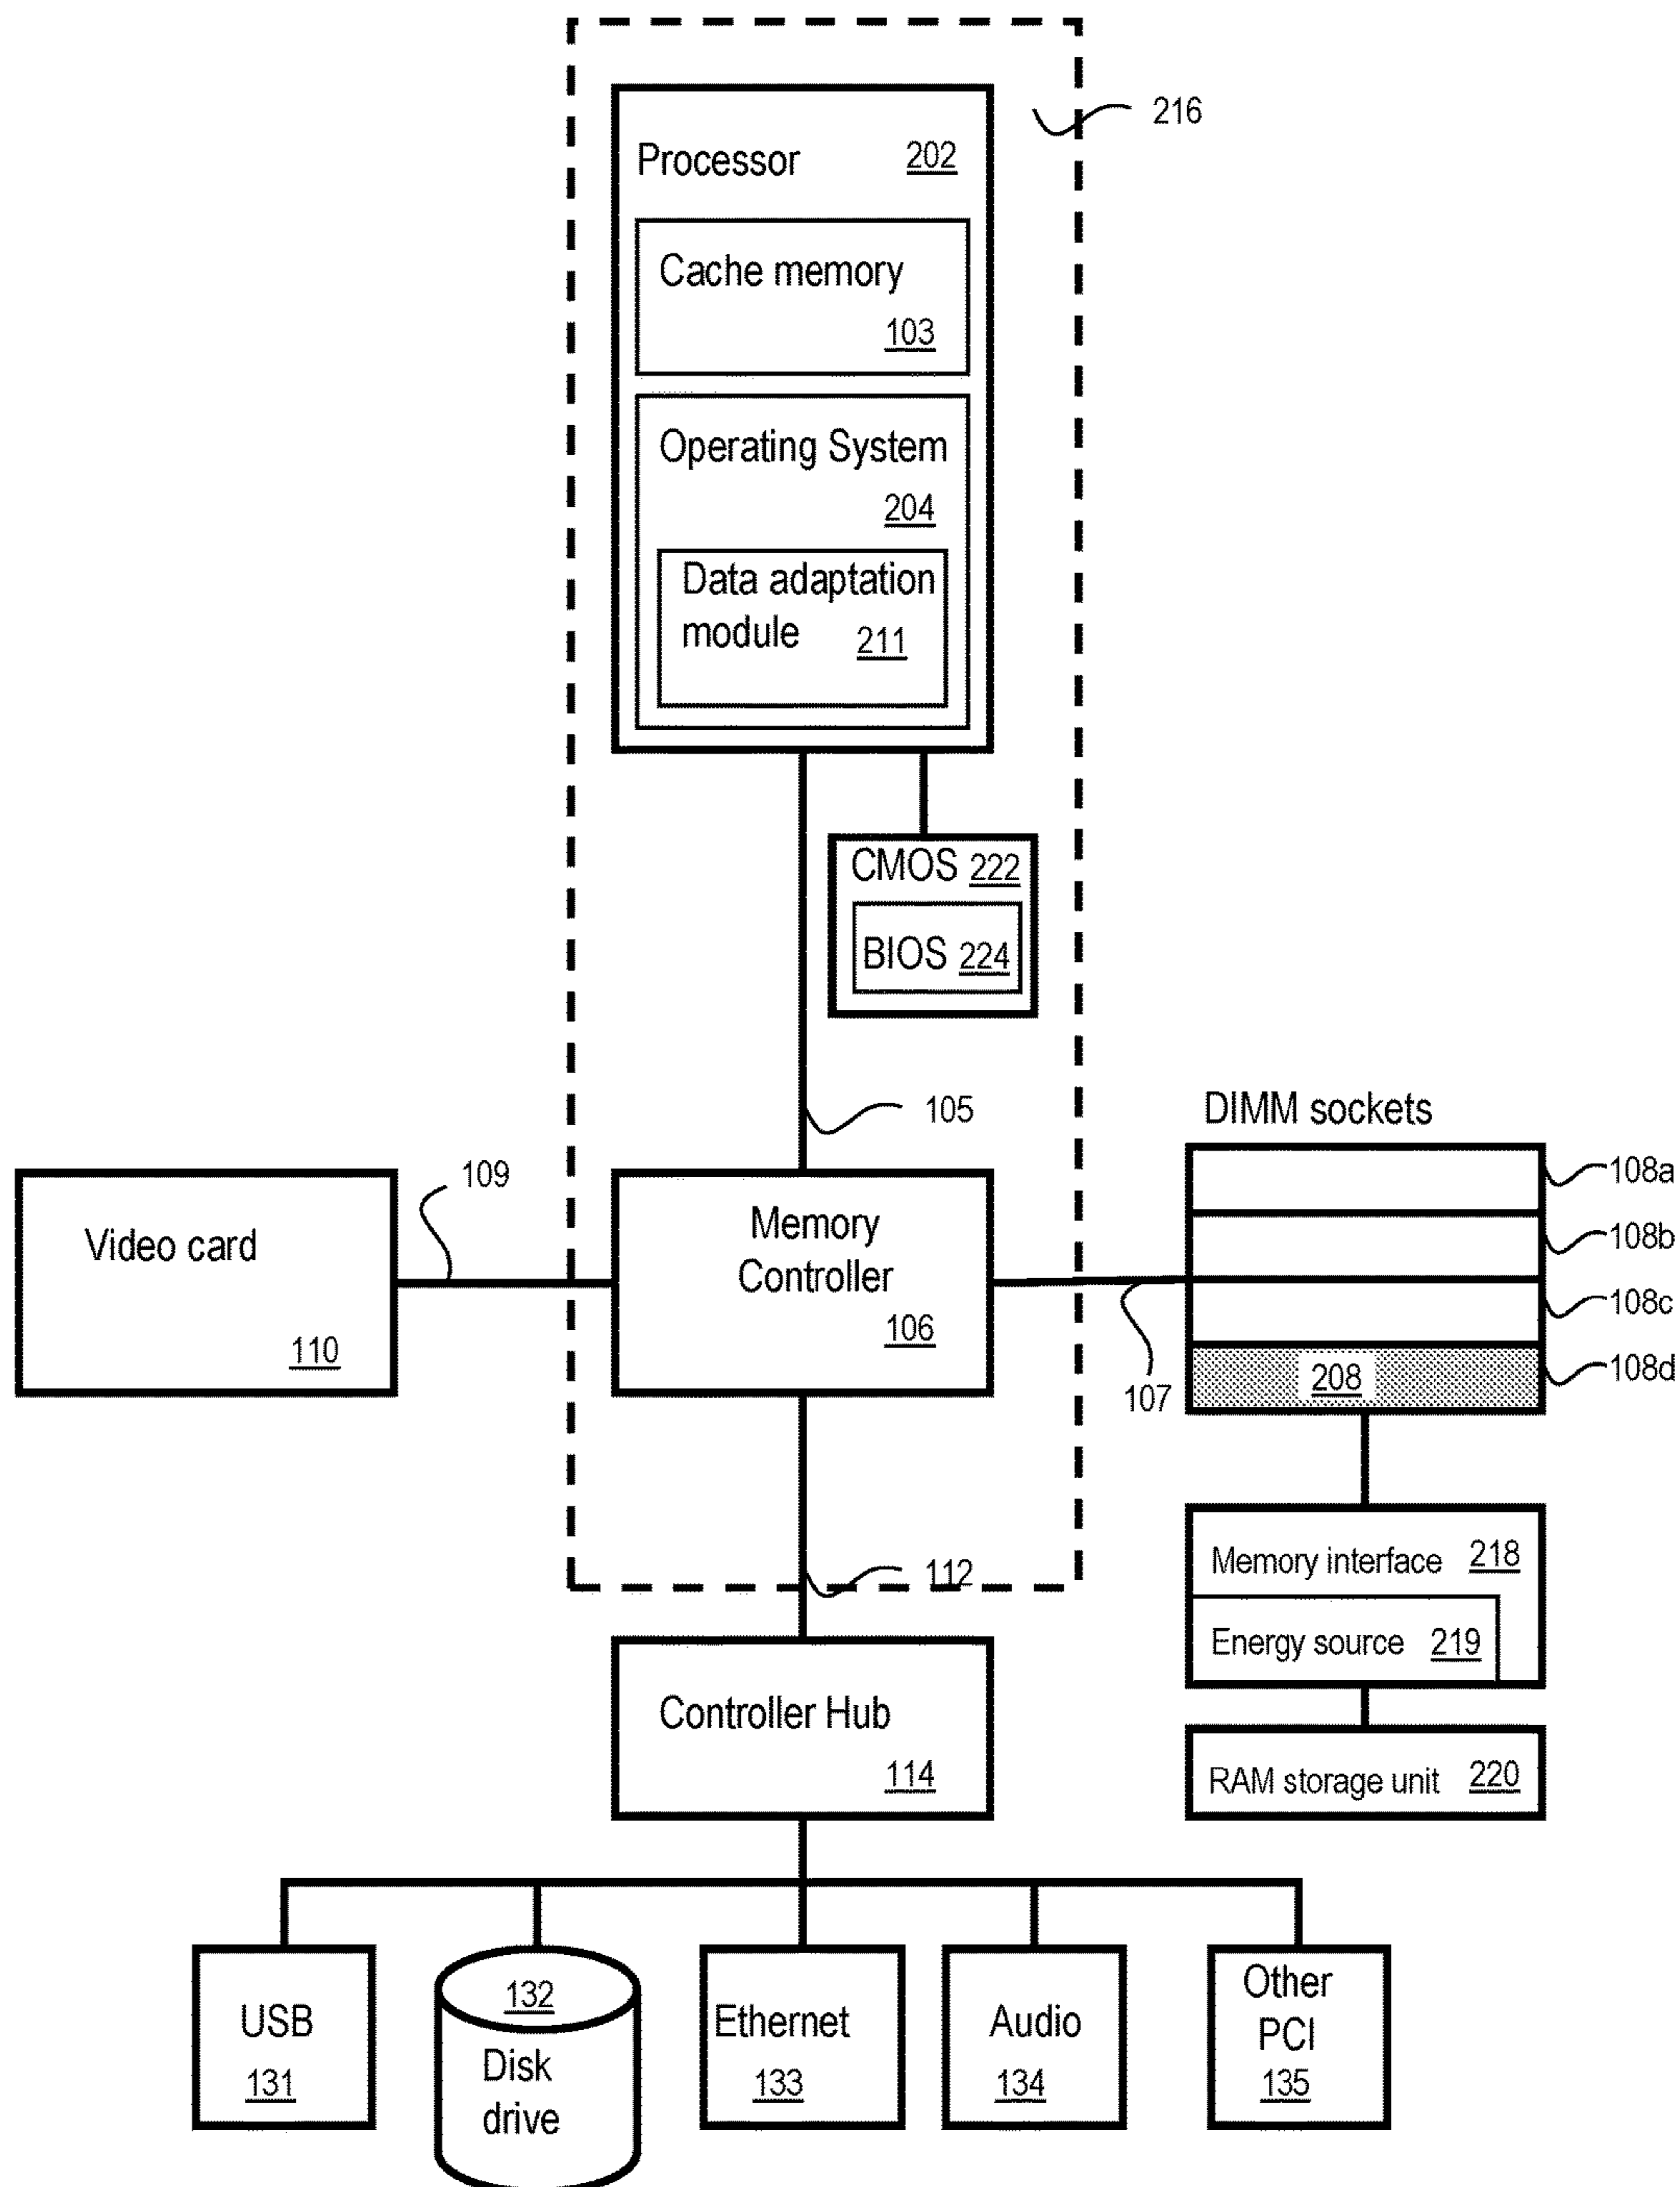 216
Processor 202
Cache memory
103
Operating System
204
Data adaptation
module 211
CMOS 222
BIOS 224
105
DIMM sockets
108a
109
Video card
110
Memory
Controller
106
108b
108c
107
208
108d
112
Memory interface 218
Energy source 219
Controller Hub
114
RAM storage unit 220
USB
131
132
Disk
drive
Ethernet
133
Audio
134
Other
PCI
135